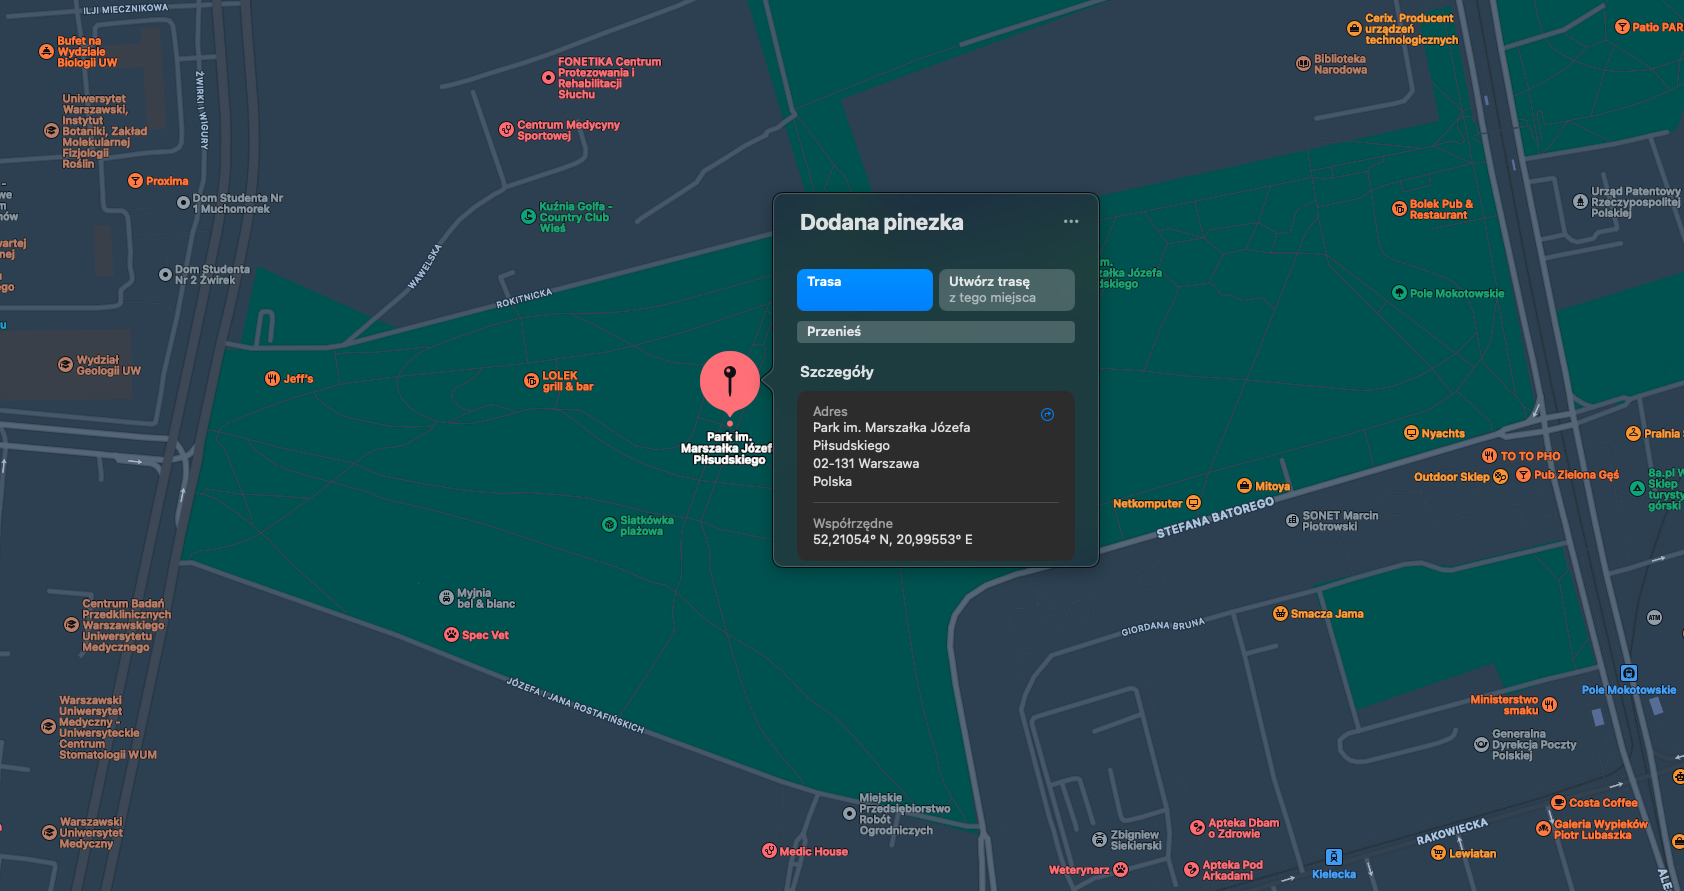 ILJI MIECZNIKOWA
Bufet na
Wydziale
Biologii UW
ŻWIRKI I WIGURY
Uniwersytet
Warszawski,
Instytut
Botaniki, Zakład
Molekularnej
Fizjologii
Roślin
Proxima
Dom Studenta Nr
1 Muchomorek
Dom Studenta
Nr 2 Żwirek
Wydział
Geologii UW
FONETIKA Centrum
Protezowania i
Rehabilitacji
Słuchu
Centrum Medycyny
Sportowej
Kuźnia Golfa -
Country Club
Wieś
WAWELSKA
ROKITNICKA
Jeff's
LOLEK
grill & bar
Park im.
Marszałka Józef
Piłsudskiego
Siatkówka
plażowa
Myjnia
bel & blanc
Spec Vet
JÓZEFA I JANA ROSTAFIŃSKICH
Centrum Badań
Przedklinicznych
Warszawskiego
Uniwersytetu
Medycznego
Warszawski
Uniwersytet
Medyczny -
Uniwersyteckie
Centrum
Stomatologii WUM
Warszawski
Uniwersytet
Medyczny
Dodana pinezka
Trasa
Utwórz trasę
z tego miejsca
Przenieś
Szczegóły
Adres
Park im. Marszałka Józefa
Piłsudskiego
02-131 Warszawa
Polska
Współrzędne
52,21054° N, 20,99553° E
im.
załka Józefa
dskiego
Cerix. Producent
urządzeń
technologicznych
Biblioteka
Narodowa
Patio PAR
Urząd Patentowy
Rzeczypospolitej
Polskiej
Bolek Pub &
Restaurant
Pole Mokotowskie
Nyachts
Pralnia
TO TO PHO
Outdoor Sklep
Pub Zielona Gęś
8a.pl W
Sklep
turysty
górski
Mitoya
Netkomputer
STEFANA BATOREGO
SONET Marcin
Piotrowski
GIORDANA BRUNA
Smacza Jama
ATM
Pole Mokotowskie
Ministerstwo
smaku
Generalna
Dyrekcja Poczty
Polskiej
Miejskie
Przedsiębiorstwo
Robót
Ogrodniczych
Medic House
Zbigniew
Siekierski
Weterynarz
Apteka Dbam
o Zdrowie
Apteka Pod
Arkadami
Kielecka
RAKOWIECKA
Lewiatan
Costa Coffee
Galeria Wypieków
Piotr Lubaszka
ALE